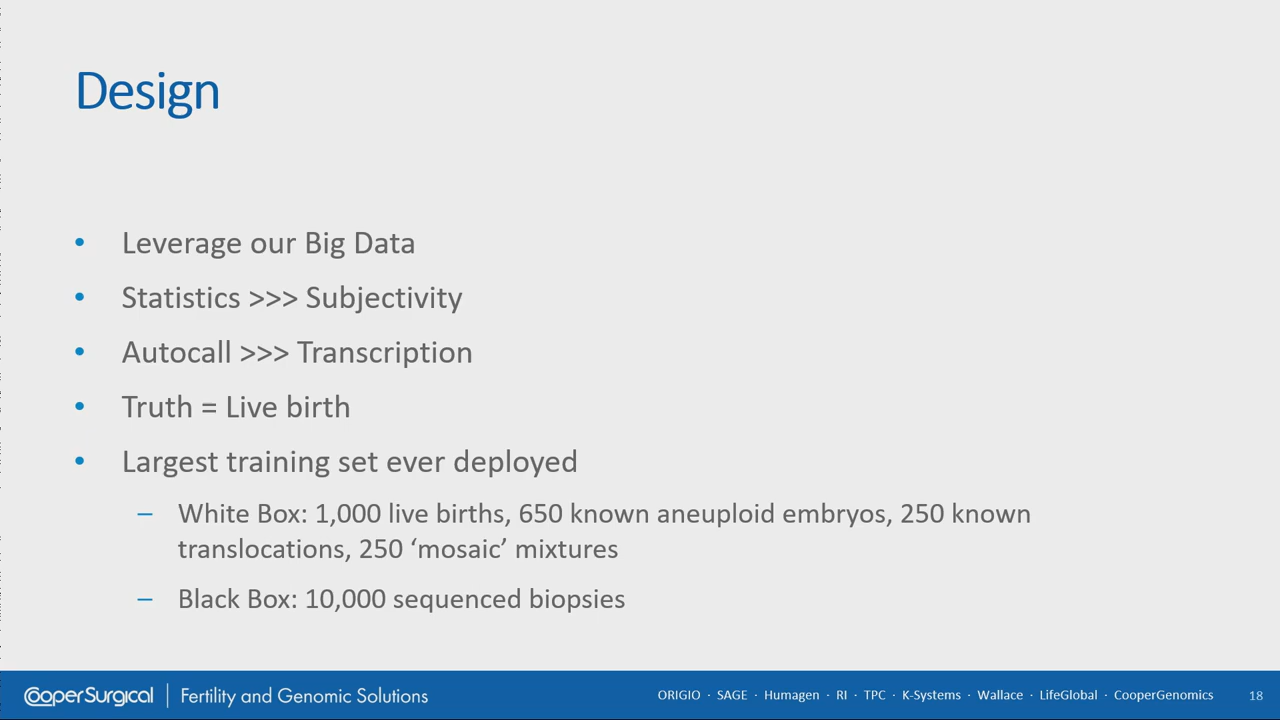 Design
• Leverage our Big Data
• Statistics >>> Subjectivity
• Autocall >>> Transcription
• Truth = Live birth
• Largest training set ever deployed
– White Box: 1,000 live births, 650 known aneuploid embryos, 250 known
translocations, 250 ‘mosaic’ mixtures
– Black Box: 10,000 sequenced biopsies
CooperSurgical | Fertility and Genomic Solutions
ORIGIO · SAGE · Humagen · RI · TPC · K-Systems · Wallace · LifeGlobal · CooperGenomics
18